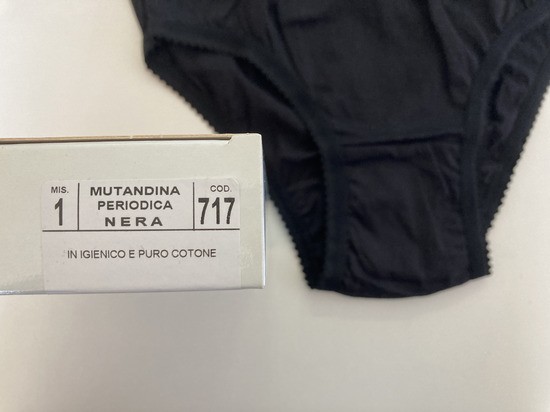 MIS. MUTANDINA COD.
1 PERIODICA 717
NERA
IN IGIENICO E PURO COTONE